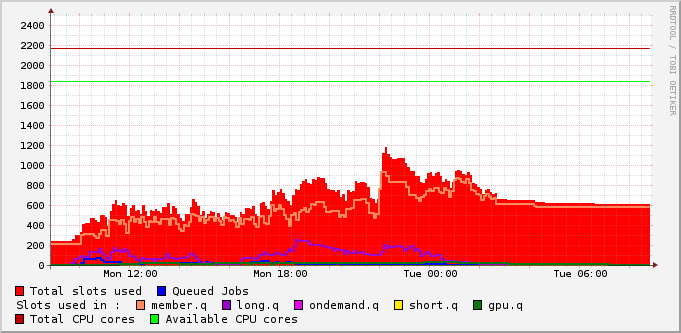 2400
2200
2000
1800
1600
1400
1200
1000
800
600
400
200
0
Mon 12:00 Mon 18:00 Tue 00:00 Tue 06:00
Total slots used Queued Jobs
Slots used in : member.q long.q ondemand.q short.q gpu.q
Total CPU cores Available CPU cores
RRDTOOL / TOBI OETIKER